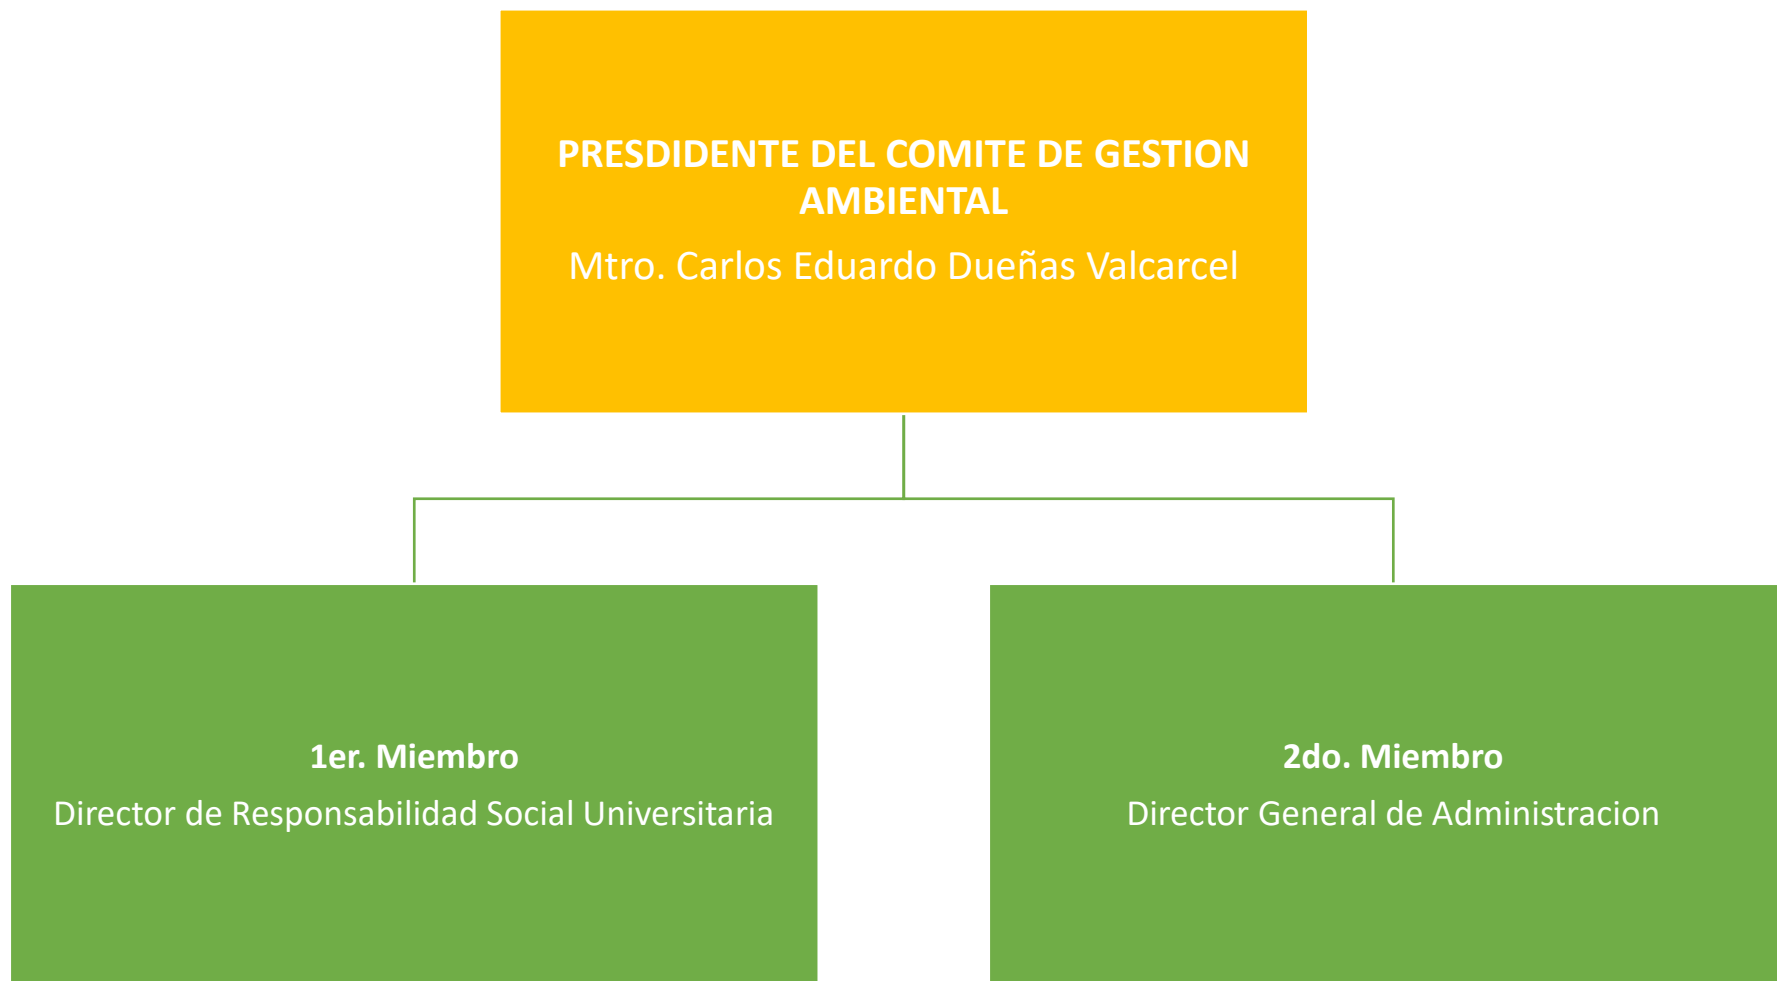 PRESDIDENTE DEL COMITE DE GESTION
AMBIENTAL
Mtro. Carlos Eduardo Dueñas Valcarcel
1er. Miembro
Director de Responsabilidad Social Universitaria
2do. Miembro
Director General de Administracion